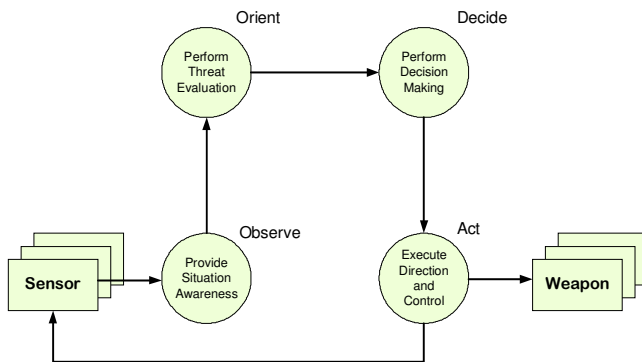 Orient
Decide
Perform
Threat
Evaluation
Perform
Decision
Making
Observe
Act
Sensor
Provide
Situation
Awareness
Execute
Direction
and
Control
Weapon